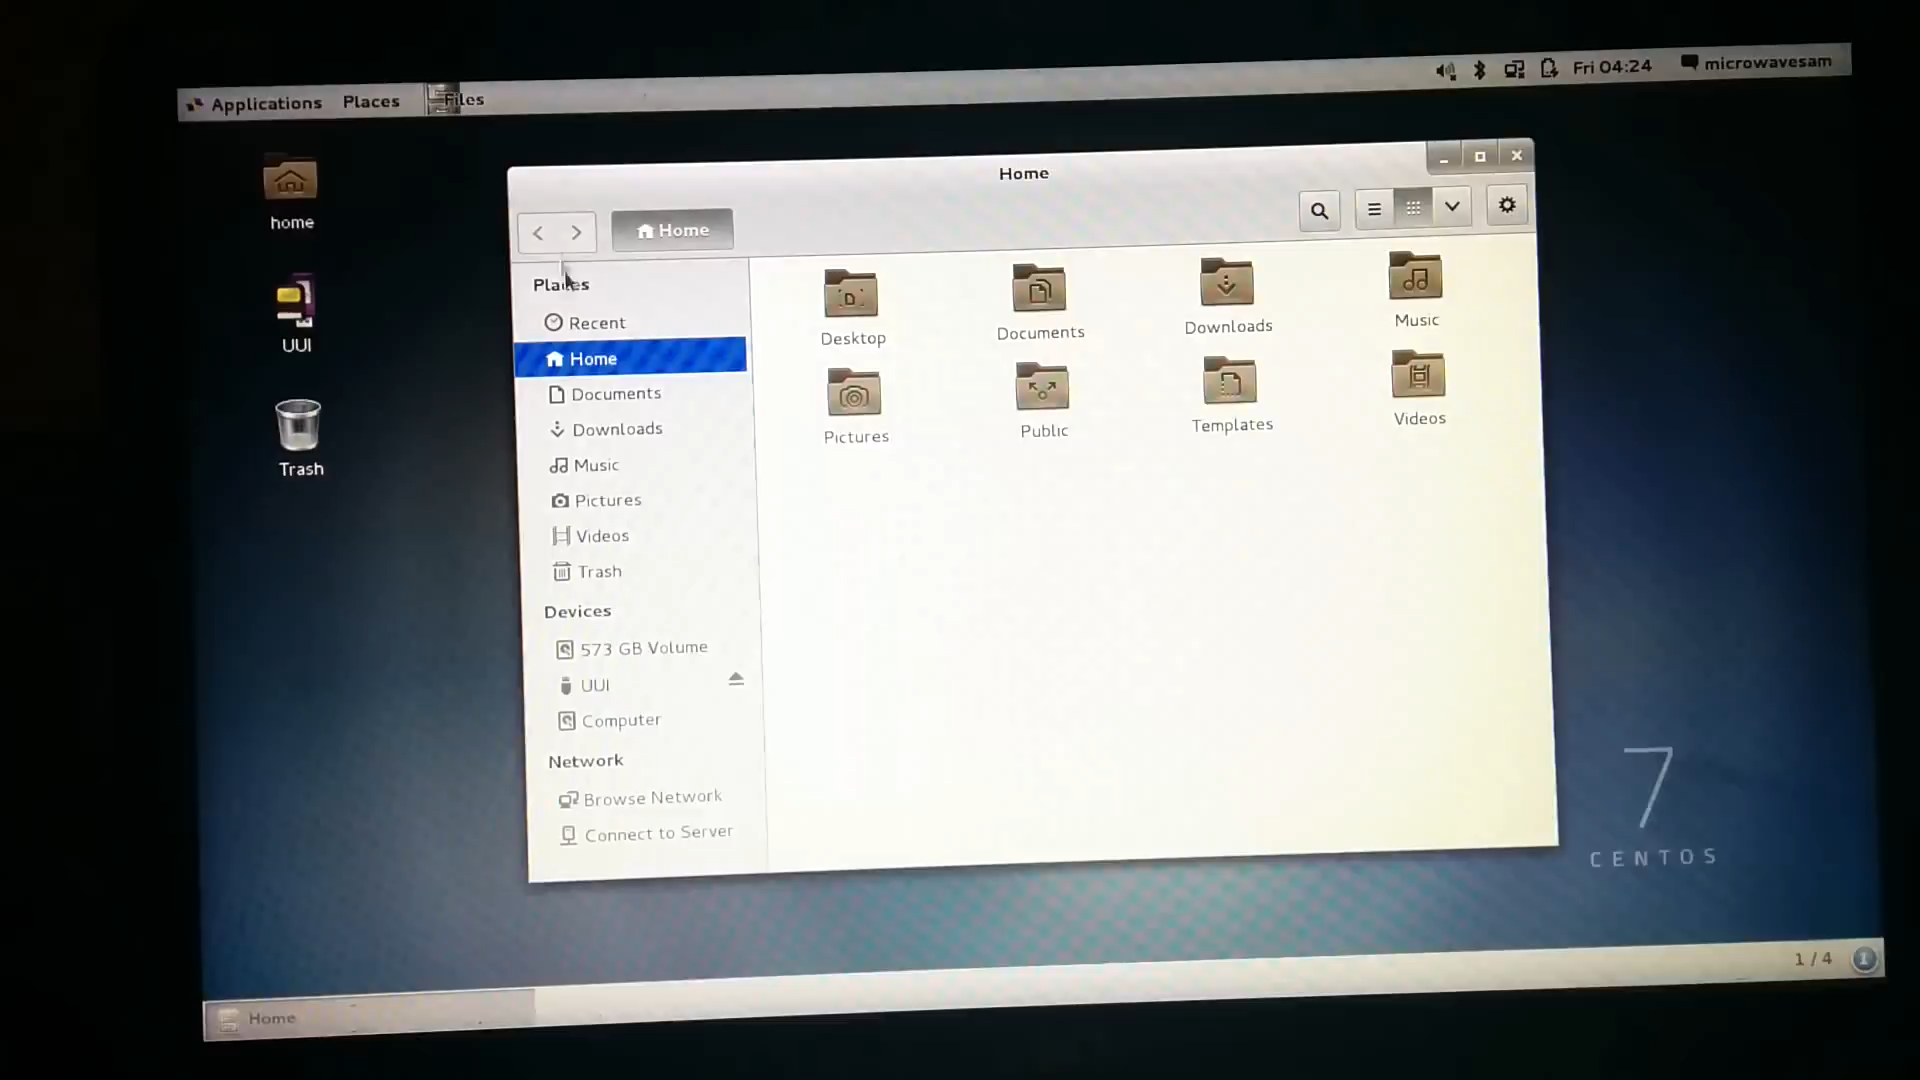 Applications Places Files
Fri 04:24 microwavesam
home
UUI
Trash
Home
Home
Places
Recent
Home
Documents
Downloads
Music
Pictures
Videos
Trash
Devices
573 GB Volume
UUI
Computer
Network
Browse Network
Connect to Server
Desktop
Documents
Downloads
Music
Pictures
Public
Templates
Videos
7
CENTOS
1 / 4
1
Home